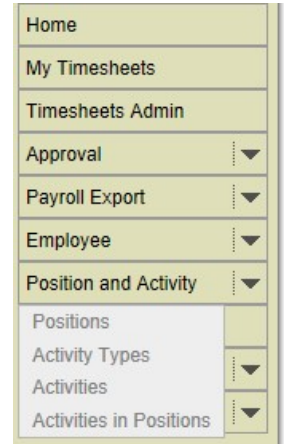 Home
My Timesheets
Timesheets Admin
Approval
Payroll Export
Employee
Position and Activity
Positions
Activity Types
Activities
Activities in Positions